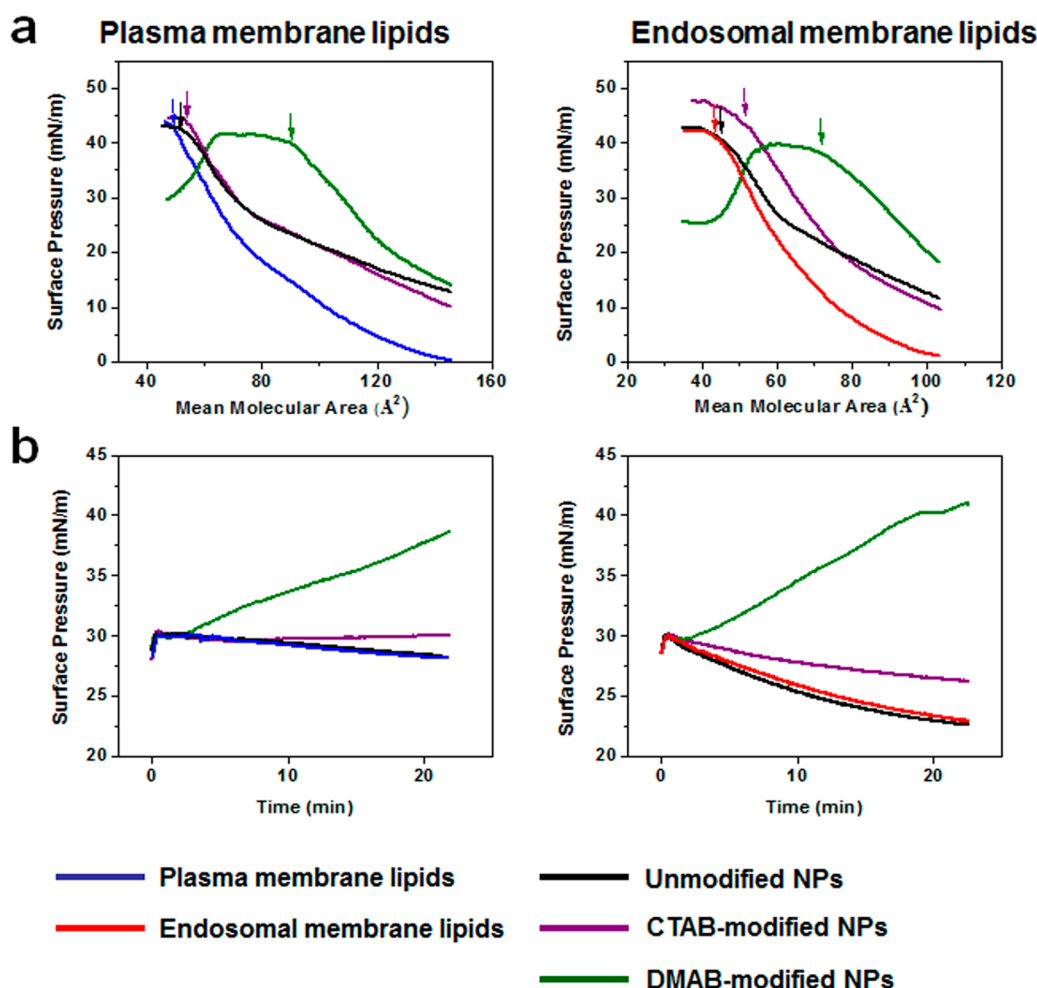 a
Plasma membrane lipids
Endosomal membrane lipids
Surface Pressure (mN/m)
50
40
30
20
10
0
40
80
120
160
Mean Molecular Area (Å²)
Surface Pressure (mN/m)
50
40
30
20
10
0
20
40
60
80
100
120
Mean Molecular Area (Å²)
b
Surface Pressure (mN/m)
45
40
35
30
25
20
0
10
20
Time (min)
Surface Pressure (mN/m)
45
40
35
30
25
20
0
10
20
Time (min)
Plasma membrane lipids
Endosomal membrane lipids
Unmodified NPs
CTAB-modified NPs
DMAB-modified NPs